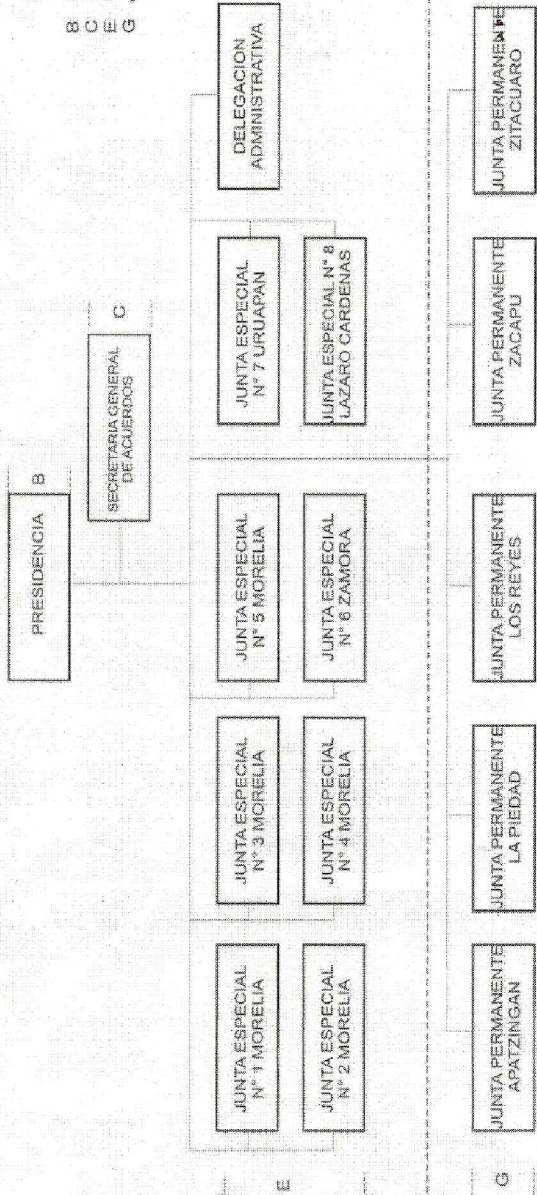 B
C
E
G
PRESIDENCIA
B
SECRETARIA GENERAL
DE ACUERDOS
C
E
JUNTA ESPECIAL
N° 1 MORELIA
JUNTA ESPECIAL
N° 3 MORELIA
JUNTA ESPECIAL
N° 5 MORELIA
JUNTA ESPECIAL
N° 7 URUAPAN
DELEGACION
ADMINISTRATIVA
JUNTA ESPECIAL
N° 2 MORELIA
JUNTA ESPECIAL
N° 4 MORELIA
JUNTA ESPECIAL
N° 6 ZAMORA
JUNTA ESPECIAL N° 8
LAZARO CARDENAS
G
JUNTA PERMANENTE
APATZINGAN
JUNTA PERMANENTE
LA PIEDAD
JUNTA PERMANENTE
LOS REYES
JUNTA PERMANENTE
ZACAPU
JUNTA PERMANENTE
ZITACUARO